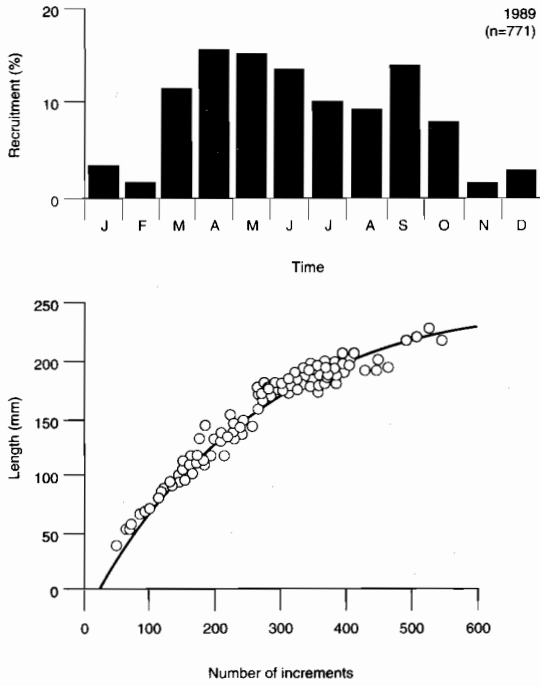 20
1989
(n=771)
Recruitment (%)
10
0
J F M A M J J A S O N D
Time
250
200
Length (mm)
150
100
50
0
0 100 200 300 400 500 600
Number of increments